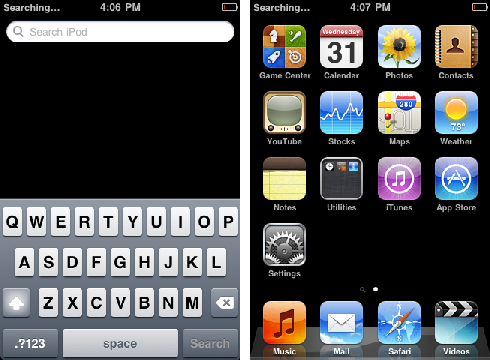 Searching... 4:06 PM
Search iPod
Q W E R T Y U I O P
A S D F G H J K L
Z X C V B N M
.?123 space Search
Searching... 4:07 PM
Wednesday
31
280
73°
Game Center Calendar Photos Contacts
YouTube Stocks Maps Weather
Notes Utilities iTunes App Store
Settings
Music Mail Safari Videos